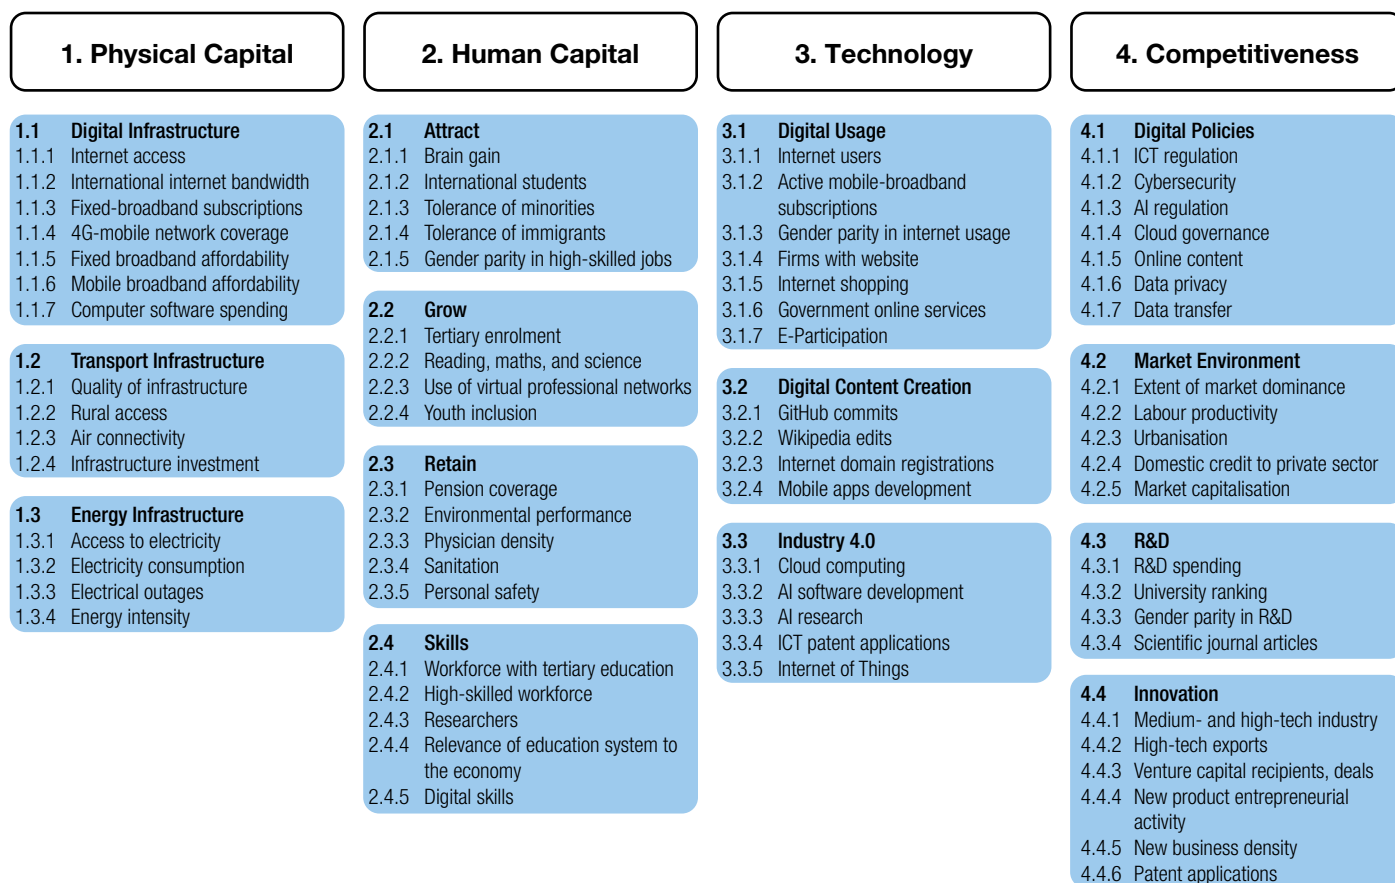 1. Physical Capital
1.1 Digital Infrastructure
1.1.1 Internet access
1.1.2 International internet bandwidth
1.1.3 Fixed-broadband subscriptions
1.1.4 4G-mobile network coverage
1.1.5 Fixed broadband affordability
1.1.6 Mobile broadband affordability
1.1.7 Computer software spending
1.2 Transport Infrastructure
1.2.1 Quality of infrastructure
1.2.2 Rural access
1.2.3 Air connectivity
1.2.4 Infrastructure investment
1.3 Energy Infrastructure
1.3.1 Access to electricity
1.3.2 Electricity consumption
1.3.3 Electrical outages
1.3.4 Energy intensity
2. Human Capital
2.1 Attract
2.1.1 Brain gain
2.1.2 International students
2.1.3 Tolerance of minorities
2.1.4 Tolerance of immigrants
2.1.5 Gender parity in high-skilled jobs
2.2 Grow
2.2.1 Tertiary enrolment
2.2.2 Reading, maths, and science
2.2.3 Use of virtual professional networks
2.2.4 Youth inclusion
2.3 Retain
2.3.1 Pension coverage
2.3.2 Environmental performance
2.3.3 Physician density
2.3.4 Sanitation
2.3.5 Personal safety
2.4 Skills
2.4.1 Workforce with tertiary education
2.4.2 High-skilled workforce
2.4.3 Researchers
2.4.4 Relevance of education system to
the economy
2.4.5 Digital skills
3. Technology
3.1 Digital Usage
3.1.1 Internet users
3.1.2 Active mobile-broadband
subscriptions
3.1.3 Gender parity in internet usage
3.1.4 Firms with website
3.1.5 Internet shopping
3.1.6 Government online services
3.1.7 E-Participation
3.2 Digital Content Creation
3.2.1 GitHub commits
3.2.2 Wikipedia edits
3.2.3 Internet domain registrations
3.2.4 Mobile apps development
3.3 Industry 4.0
3.3.1 Cloud computing
3.3.2 AI software development
3.3.3 AI research
3.3.4 ICT patent applications
3.3.5 Internet of Things
4. Competitiveness
4.1 Digital Policies
4.1.1 ICT regulation
4.1.2 Cybersecurity
4.1.3 AI regulation
4.1.4 Cloud governance
4.1.5 Online content
4.1.6 Data privacy
4.1.7 Data transfer
4.2 Market Environment
4.2.1 Extent of market dominance
4.2.2 Labour productivity
4.2.3 Urbanisation
4.2.4 Domestic credit to private sector
4.2.5 Market capitalisation
4.3 R&D
4.3.1 R&D spending
4.3.2 University ranking
4.3.3 Gender parity in R&D
4.3.4 Scientific journal articles
4.4 Innovation
4.4.1 Medium- and high-tech industry
4.4.2 High-tech exports
4.4.3 Venture capital recipients, deals
4.4.4 New product entrepreneurial
activity
4.4.5 New business density
4.4.6 Patent applications